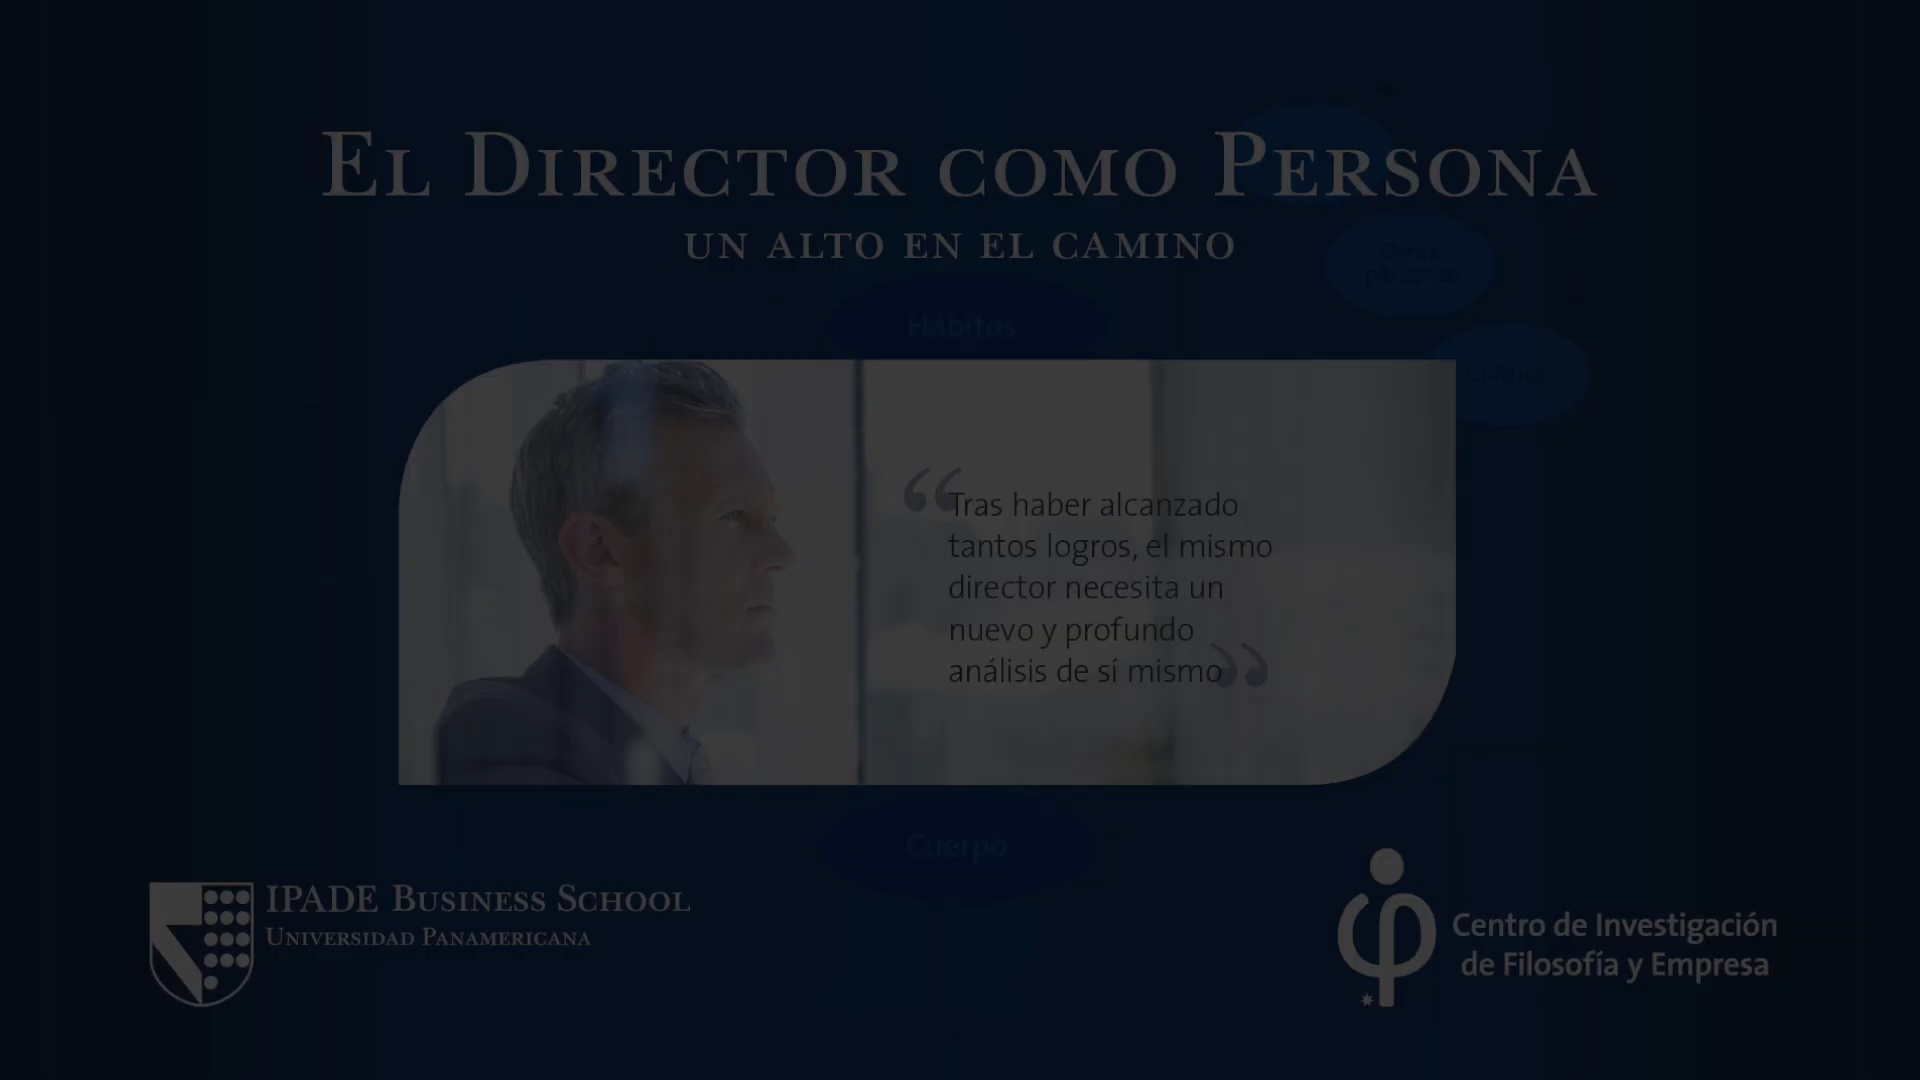 El Director como Persona
un alto en el camino
Hábitos
“Tras haber alcanzado
tantos logros, el mismo
director necesita un
nuevo y profundo
análisis de sí mismo”
Cuerpo
IPADE Business School
Universidad Panamericana
Centro de Investigación
de Filosofía y Empresa